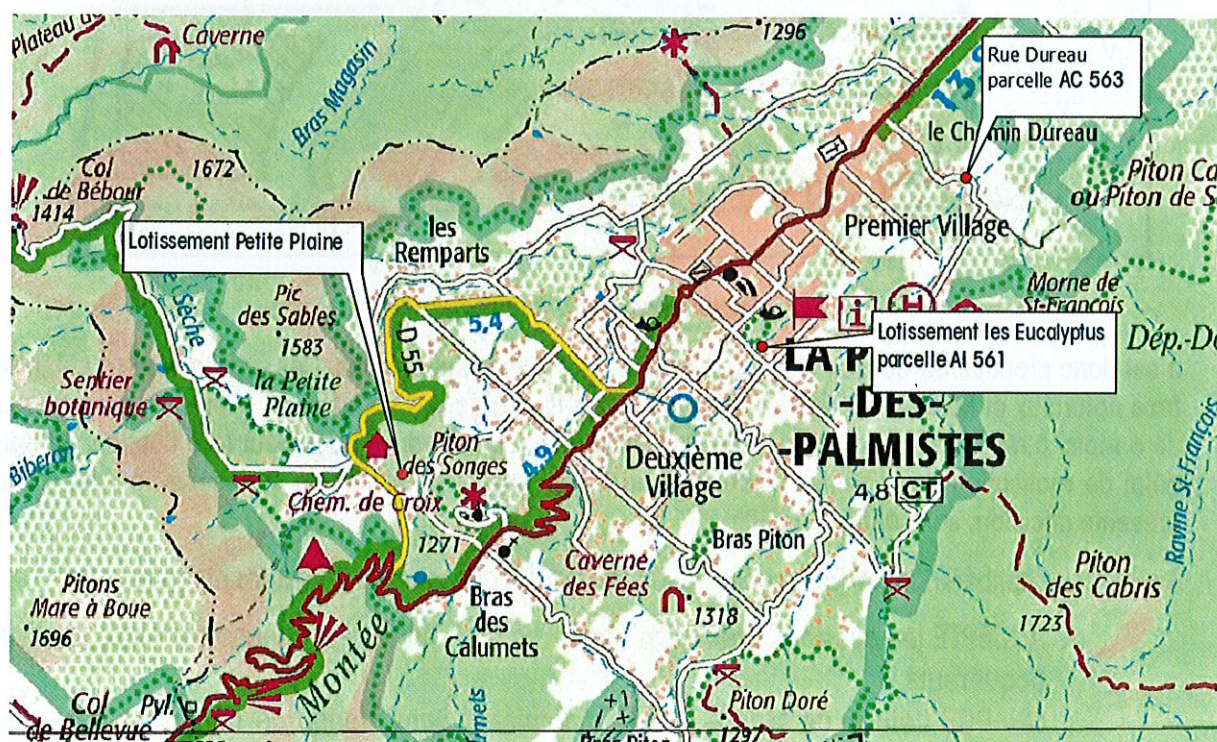 Plateau de
Caverne
Bras Magasin
1296
13
Rue Dureau
parcelle AC 563
le Chemin Dureau
Col
de Bébour
1414
1672
Piton
ou Piton de
Lotissement Petite Plaine
les
Remparts
Premier Village
Morne de
St-François
Sèche
Pic
des Sables
1583
5,4
D 55
i
H
Lotissement les Eucalyptus
parcelle AI 561
Dép.-
LA
-DES-
-PALMISTES
la Petite
Plaine
Sentier
botanique
Biberon
Piton
des Songes
4,9
Deuxième
Village
4,8 CT
Ravine St-François
Chem. de Croix
1271
Bras Piton
Caverne
des Fées
1318
Piton
des Cabris
1723
Pitons
Mare à Boue
1696
Bras
des
Calumets
Montée
Col
de Bellevue
Pyl.
Piton Doré
1297